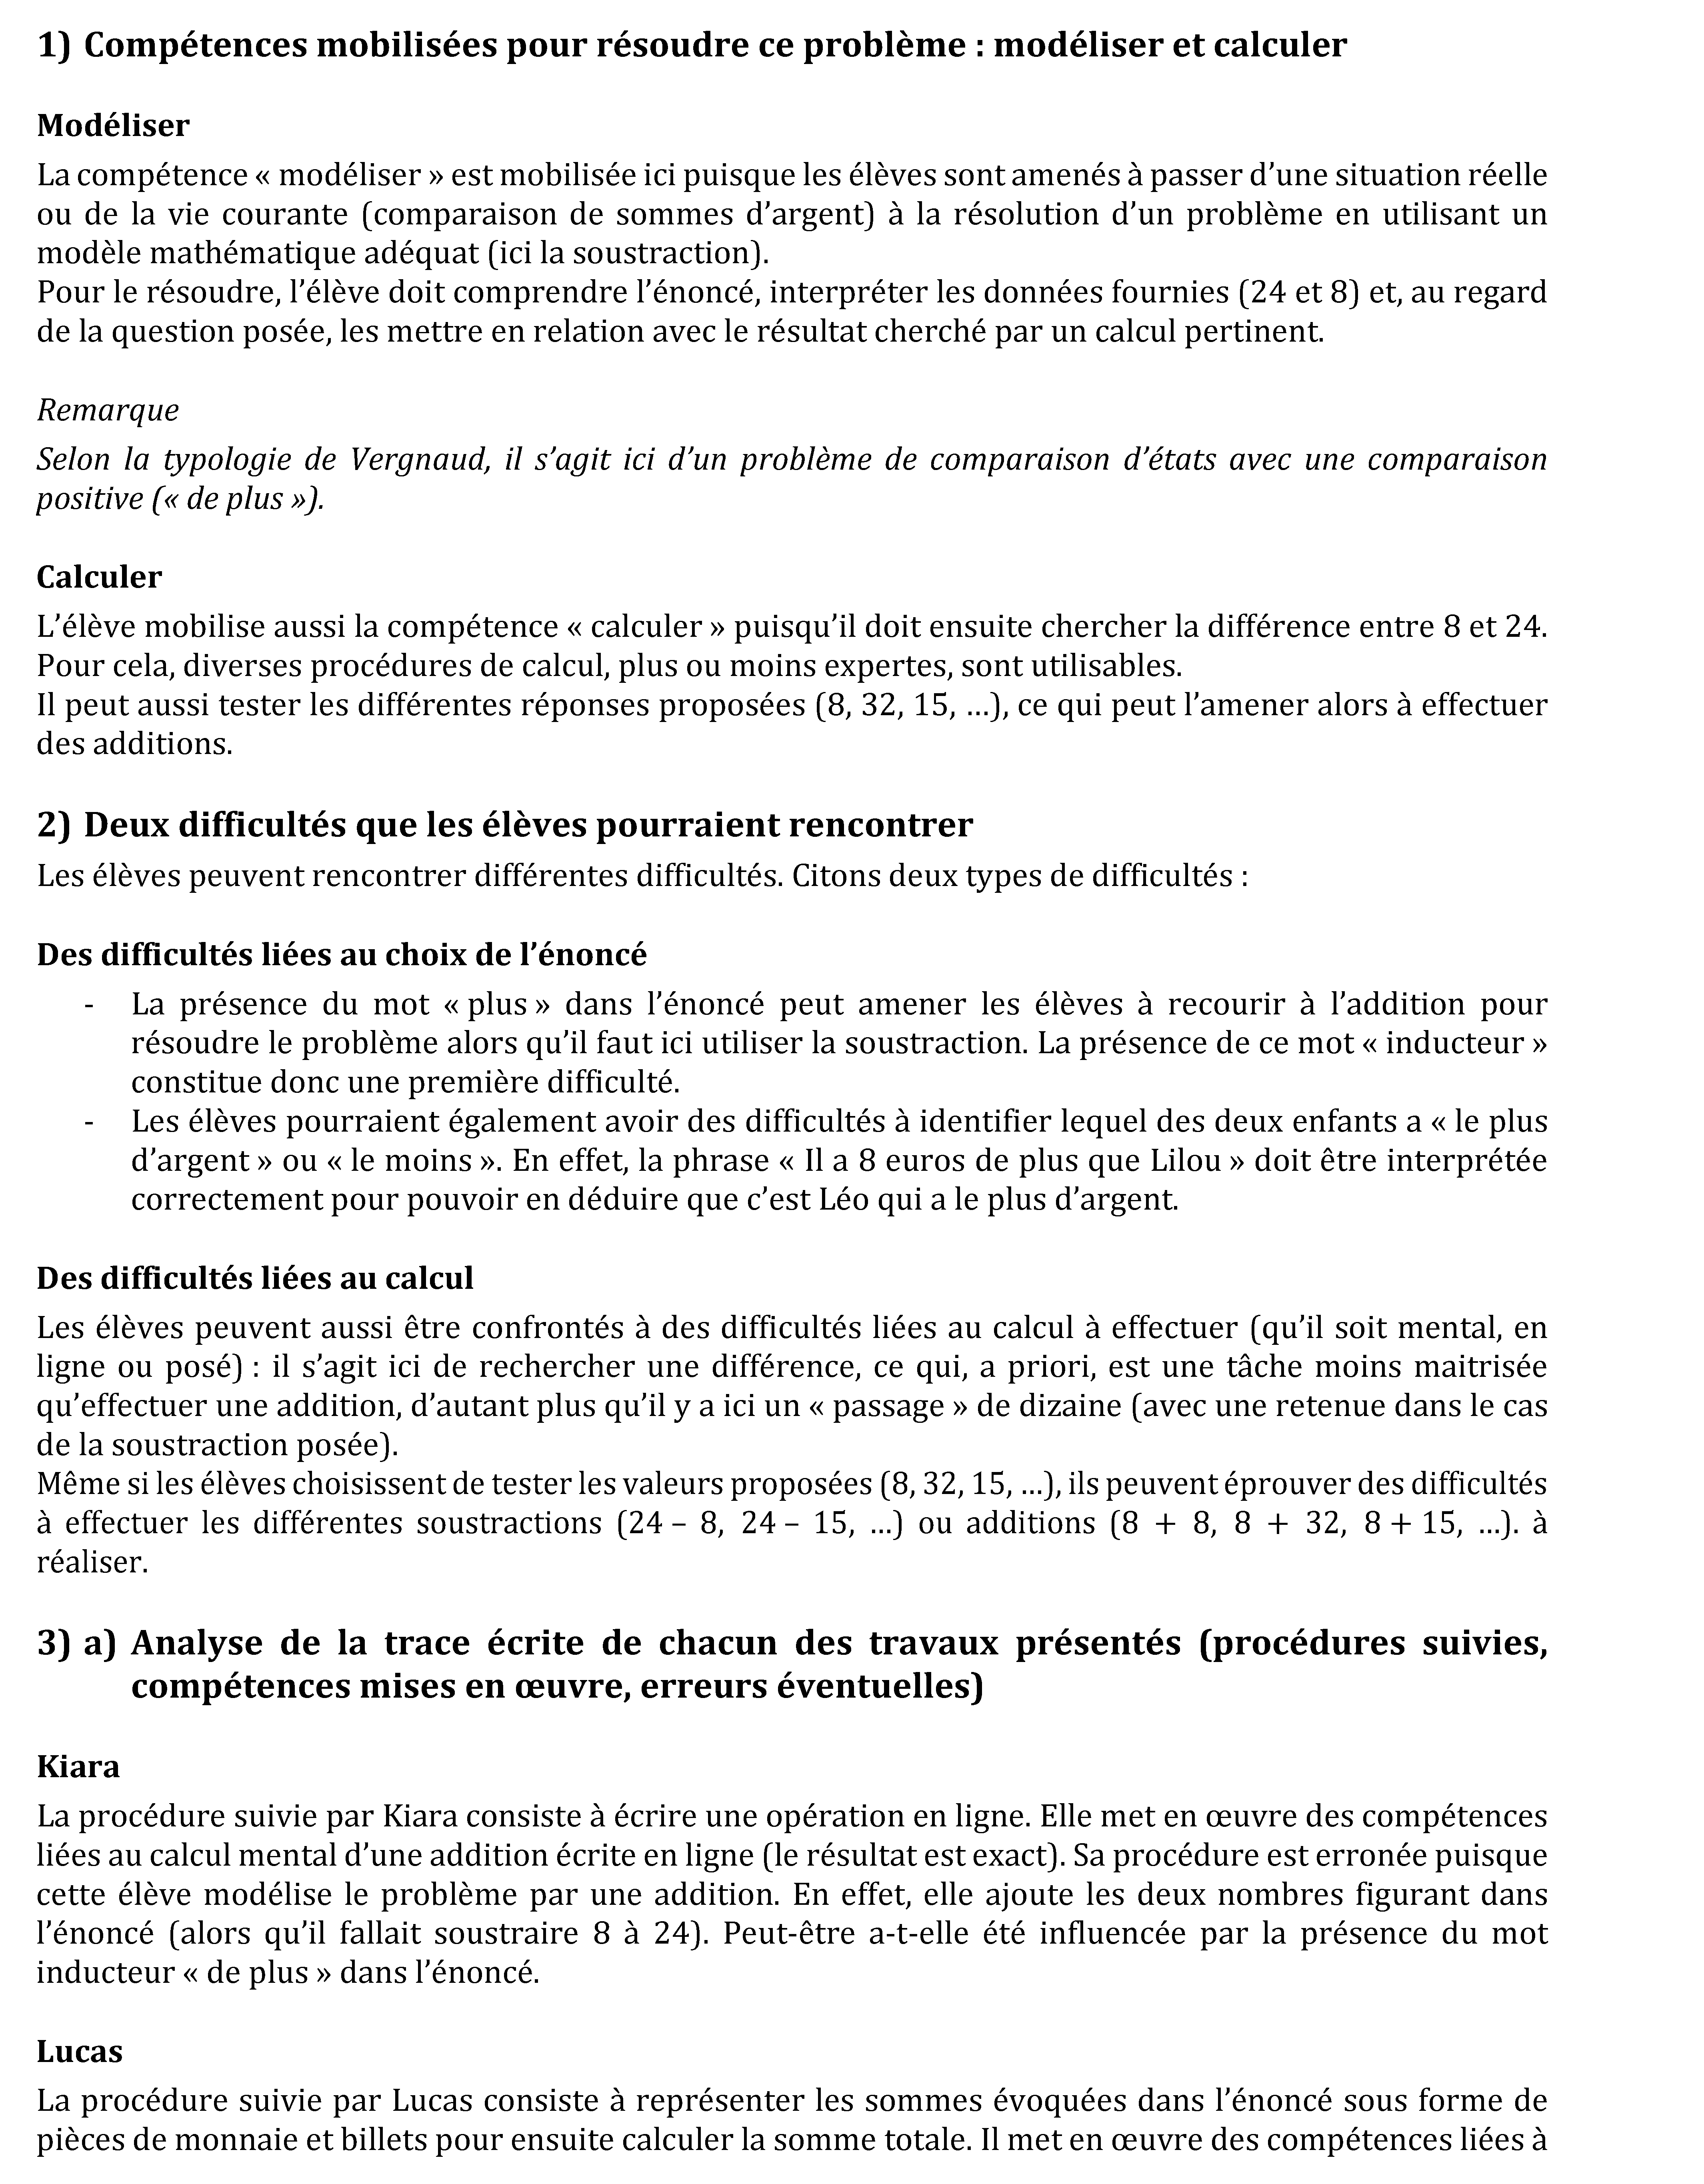 1) Compétences mobilisées pour résoudre ce problème : modéliser et calculer
Modéliser
La compétence « modéliser » est mobilisée ici puisque les élèves sont amenés à passer d’une situation réelle
ou de la vie courante (comparaison de sommes d’argent) à la résolution d’un problème en utilisant un
modèle mathématique adéquat (ici la soustraction).
Pour le résoudre, l’élève doit comprendre l’énoncé, interpréter les données fournies (24 et 8) et, au regard
de la question posée, les mettre en relation avec le résultat cherché par un calcul pertinent.
Remarque
Selon la typologie de Vergnaud, il s’agit ici d’un problème de comparaison d’états avec une comparaison
positive (« de plus »).
Calculer
L’élève mobilise aussi la compétence « calculer » puisqu’il doit ensuite chercher la différence entre 8 et 24.
Pour cela, diverses procédures de calcul, plus ou moins expertes, sont utilisables.
Il peut aussi tester les différentes réponses proposées (8, 32, 15, …), ce qui peut l’amener alors à effectuer
des additions.
2) Deux difficultés que les élèves pourraient rencontrer
Les élèves peuvent rencontrer différentes difficultés. Citons deux types de difficultés :
Des difficultés liées au choix de l’énoncé
- La présence du mot « plus » dans l’énoncé peut amener les élèves à recourir à l’addition pour
résoudre le problème alors qu’il faut ici utiliser la soustraction. La présence de ce mot « inducteur »
constitue donc une première difficulté.
- Les élèves pourraient également avoir des difficultés à identifier lequel des deux enfants a « le plus
d’argent » ou « le moins ». En effet, la phrase « Il a 8 euros de plus que Lilou » doit être interprétée
correctement pour pouvoir en déduire que c’est Léo qui a le plus d’argent.
Des difficultés liées au calcul
Les élèves peuvent aussi être confrontés à des difficultés liées au calcul à effectuer (qu’il soit mental, en
ligne ou posé) : il s’agit ici de rechercher une différence, ce qui, a priori, est une tâche moins maitrisée
qu’effectuer une addition, d’autant plus qu’il y a ici un « passage » de dizaine (avec une retenue dans le cas
de la soustraction posée).
Même si les élèves choisissent de tester les valeurs proposées (8, 32, 15, …), ils peuvent éprouver des difficultés
à effectuer les différentes soustractions (24 – 8, 24 – 15, …) ou additions (8 + 8, 8 + 32, 8 + 15, …). à
réaliser.
3) a) Analyse de la trace écrite de chacun des travaux présentés (procédures suivies,
compétences mises en œuvre, erreurs éventuelles)
Kiara
La procédure suivie par Kiara consiste à écrire une opération en ligne. Elle met en œuvre des compétences
liées au calcul mental d’une addition écrite en ligne (le résultat est exact). Sa procédure est erronée puisque
cette élève modélise le problème par une addition. En effet, elle ajoute les deux nombres figurant dans
l’énoncé (alors qu’il fallait soustraire 8 à 24). Peut-être a-t-elle été influencée par la présence du mot
inducteur « de plus » dans l’énoncé.
Lucas
La procédure suivie par Lucas consiste à représenter les sommes évoquées dans l’énoncé sous forme de
pièces de monnaie et billets pour ensuite calculer la somme totale. Il met en œuvre des compétences liées à